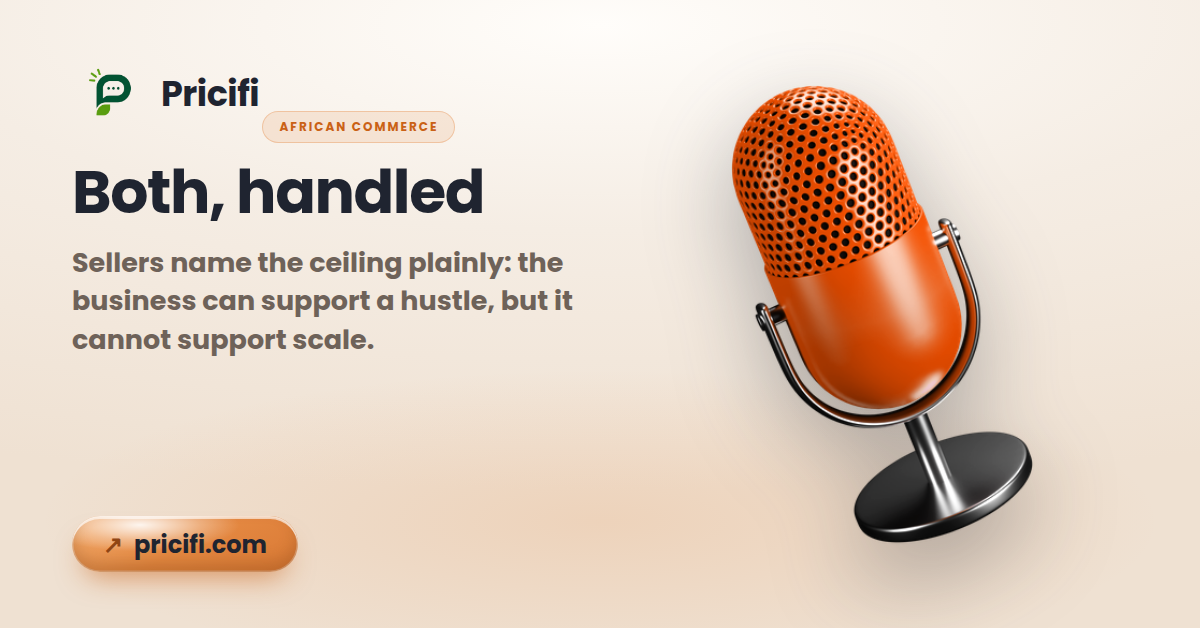 Pricifi
AFRICAN COMMERCE
Both, handled
Sellers name the ceiling plainly: the
business can support a hustle, but it
cannot support scale.
↗ pricifi.com